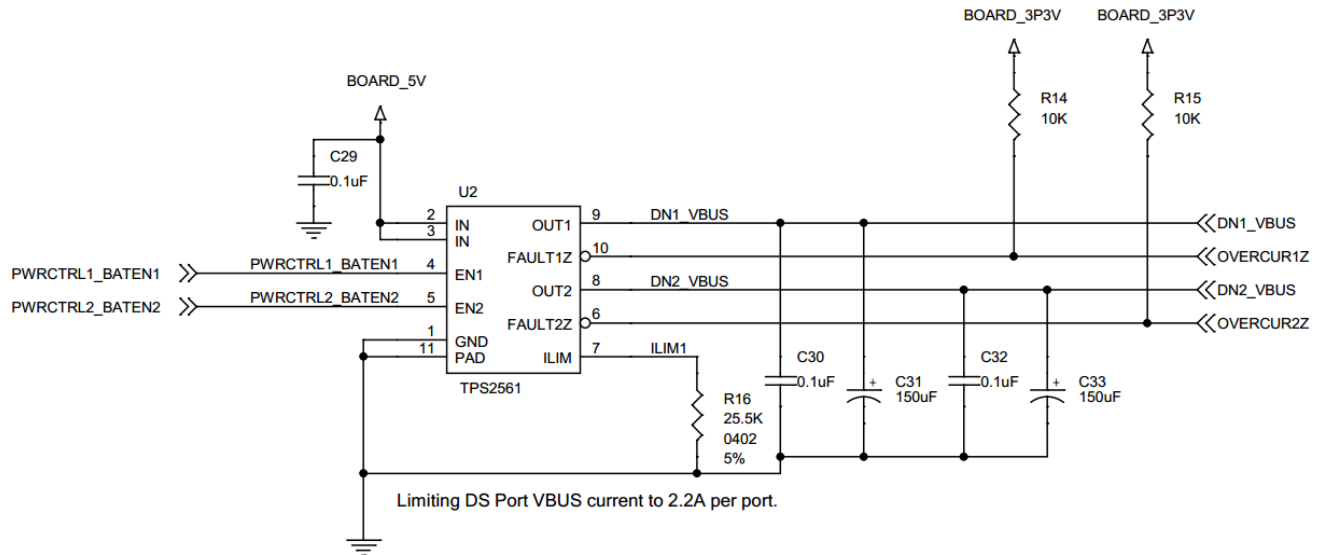 BOARD_3P3V
BOARD_3P3V
BOARD_5V
R14
10K
R15
10K
C29
0.1uF
U2
2
IN
3
IN
PWRCTRL1_BATEN1
PWRCTRL1_BATEN1
4
EN1
PWRCTRL2_BATEN2
PWRCTRL2_BATEN2
5
EN2
1
GND
11
PAD
OUT1
9
DN1_VBUS
DN1_VBUS
FAULT1Z
10
OVERCUR1Z
OUT2
8
DN2_VBUS
DN2_VBUS
FAULT2Z
6
OVERCUR2Z
ILIM
7
ILIM1
TPS2561
R16
25.5K
0402
5%
C30
0.1uF
+
C31
150uF
C32
0.1uF
+
C33
150uF
Limiting DS Port VBUS current to 2.2A per port.